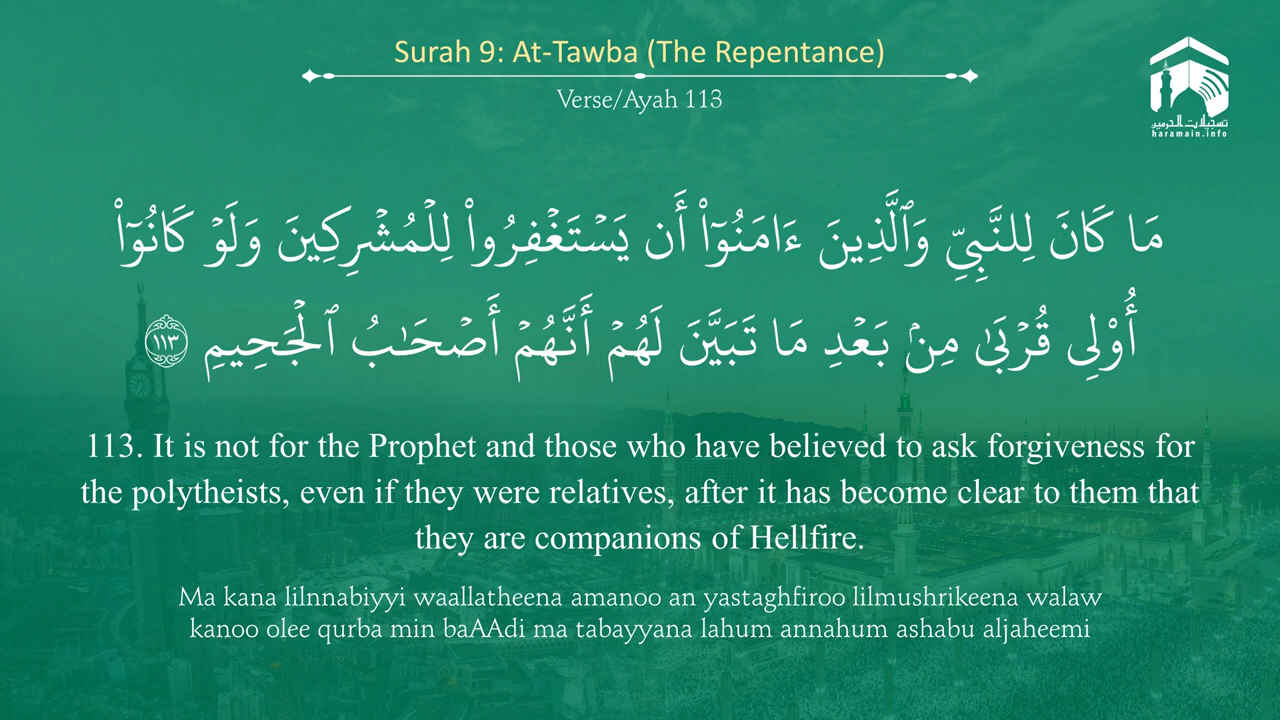 Surah 9: At-Tawba (The Repentance)
Verse/Ayah 113
تسجيلات الحرمين
haramain.info
مَا كَانَ لِلنَّبِيِّ وَٱلَّذِينَ ءَامَنُوٓا۟ أَن يَسْتَغْفِرُوا۟ لِلْمُشْرِكِينَ وَلَوْ كَانُوٓا۟
أُو۟لِى قُرْبَىٰ مِنۢ بَعْدِ مَا تَبَيَّنَ لَهُمْ أَنَّهُمْ أَصْحَـٰبُ ٱلْجَحِيمِ ١١٣
113. It is not for the Prophet and those who have believed to ask forgiveness for
the polytheists, even if they were relatives, after it has become clear to them that
they are companions of Hellfire.
Ma kana lilnnabiyyi waallatheena amanoo an yastaghfiroo lilmushrikeena walaw
kanoo olee qurba min baAAdi ma tabayyana lahum annahum ashabu aljaheemi